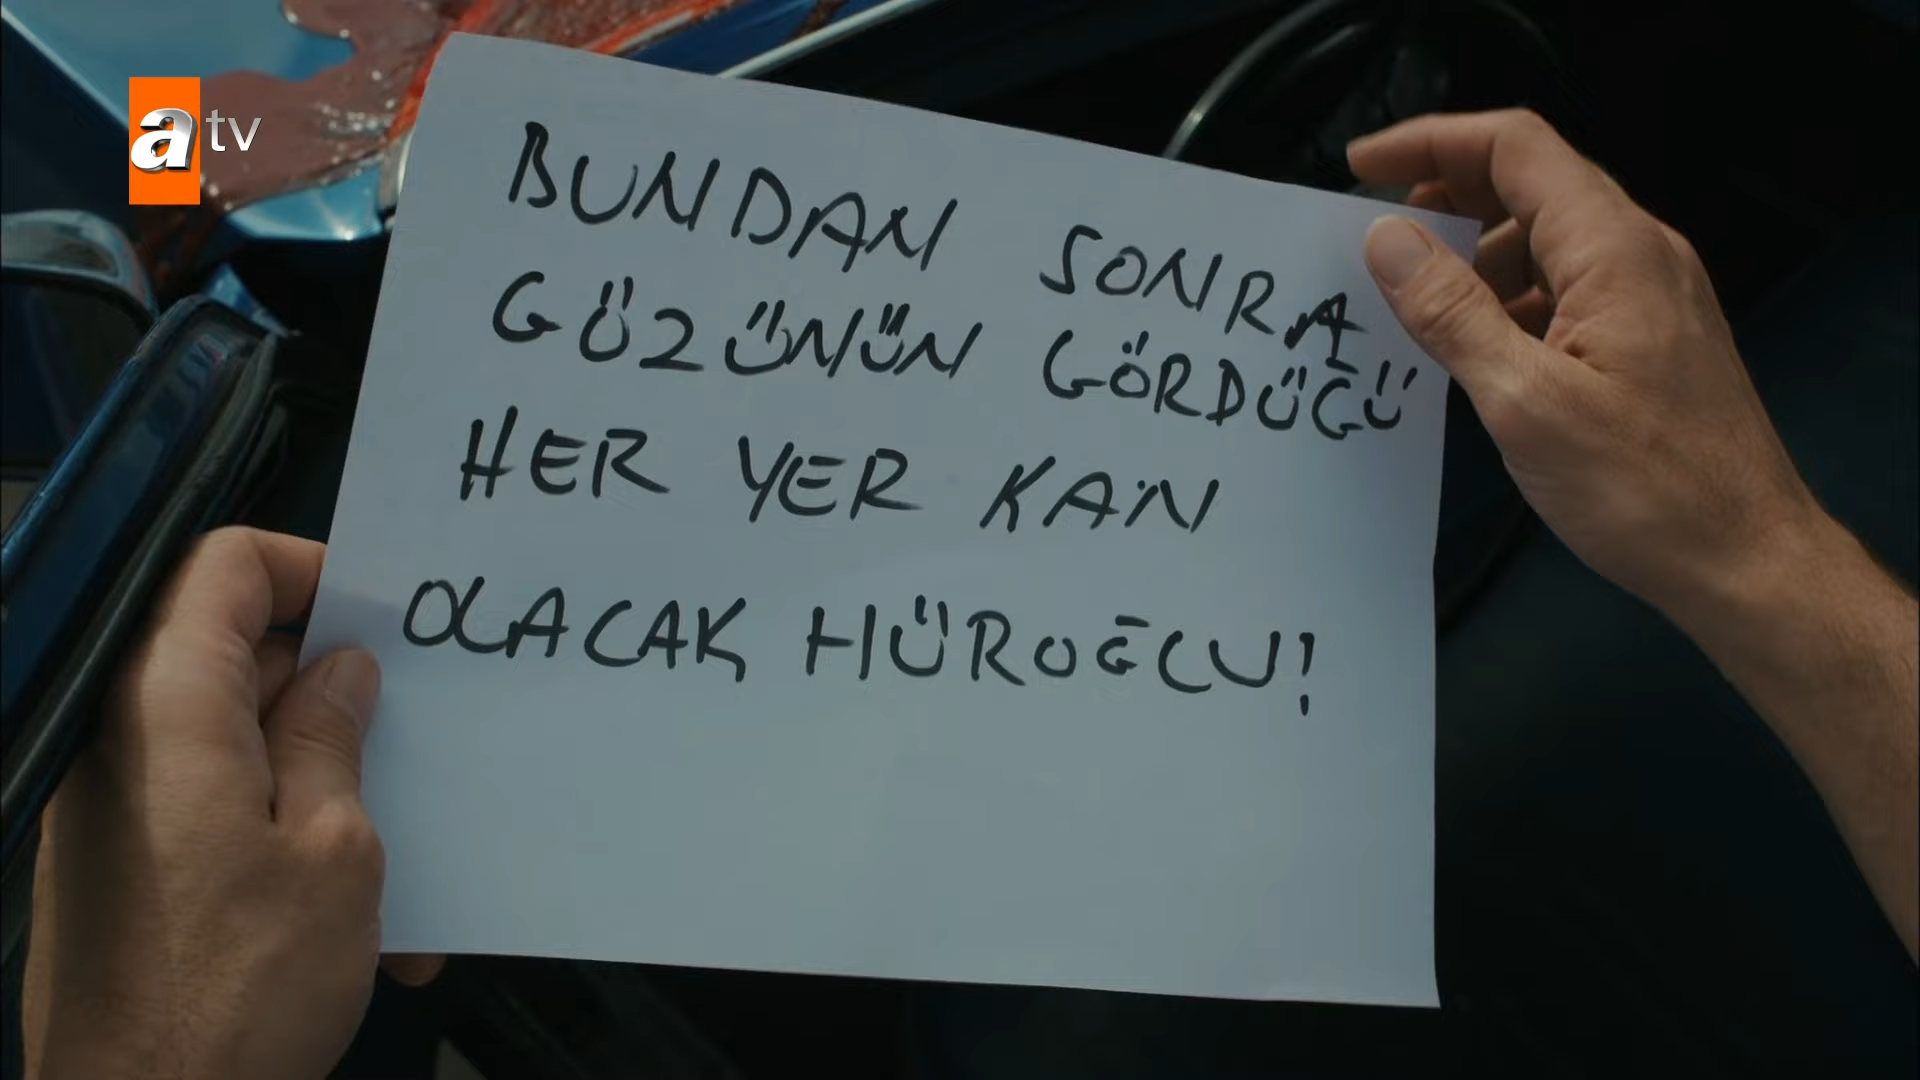 atv
BUNDAN SONRA
GÖZÜNÜN GÖRDÜĞÜ
HER YER KAN
OLACAK HÜROĞLU!